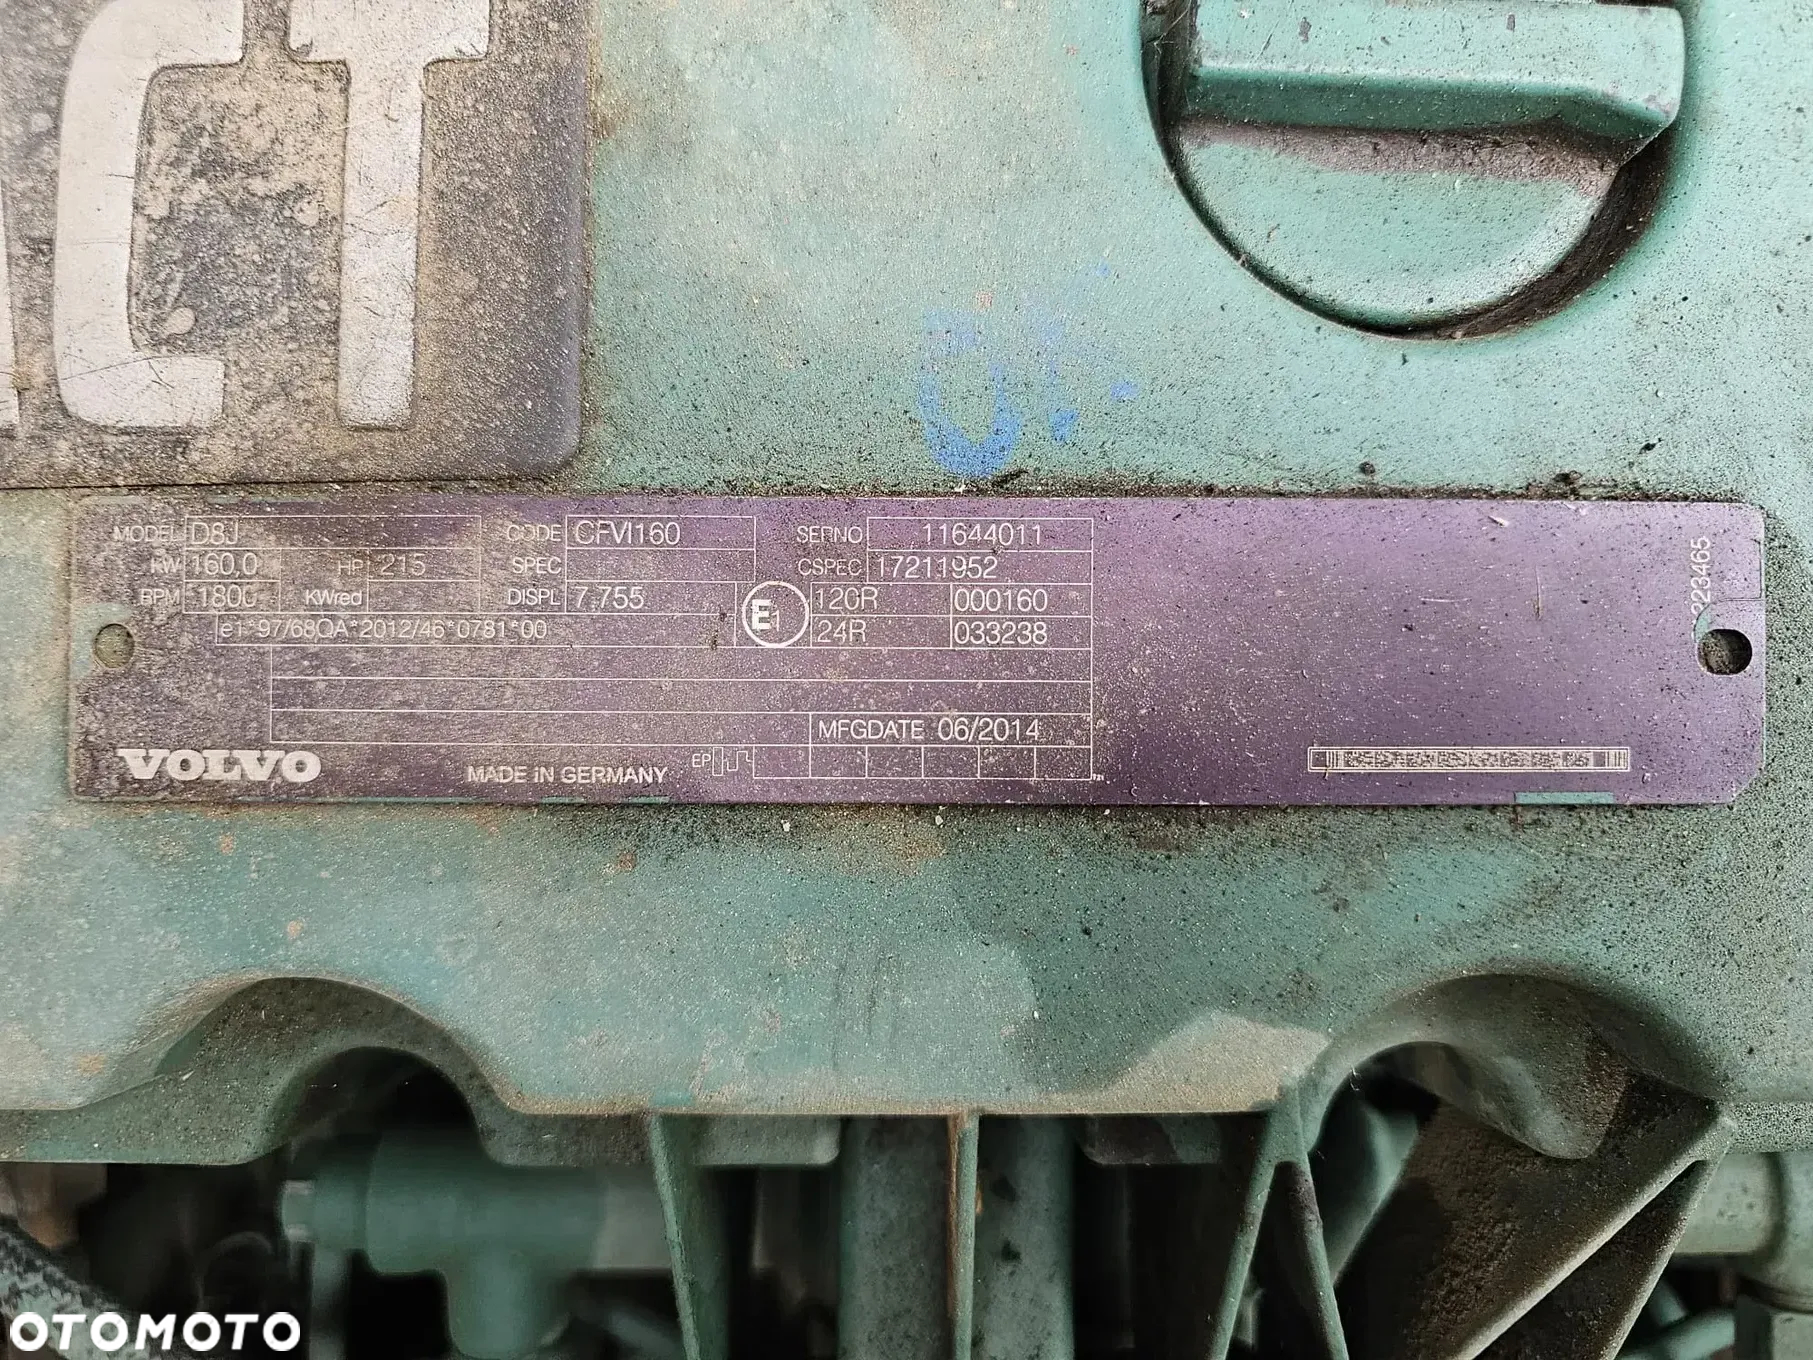 CT
OK
MODEL D8J CODE CFVI160 SERNO 11644011
KW 160.0 HP 215 SPEC CSPEC 17211952
RPM 1800 KWred DISPL 7.755 E1 120R 000160
e1*97/68QA*2012/46*0781*00 24R 033238
MFGDATE 06/2014
VOLVO MADE IN GERMANY EP
223465
OTOMOTO